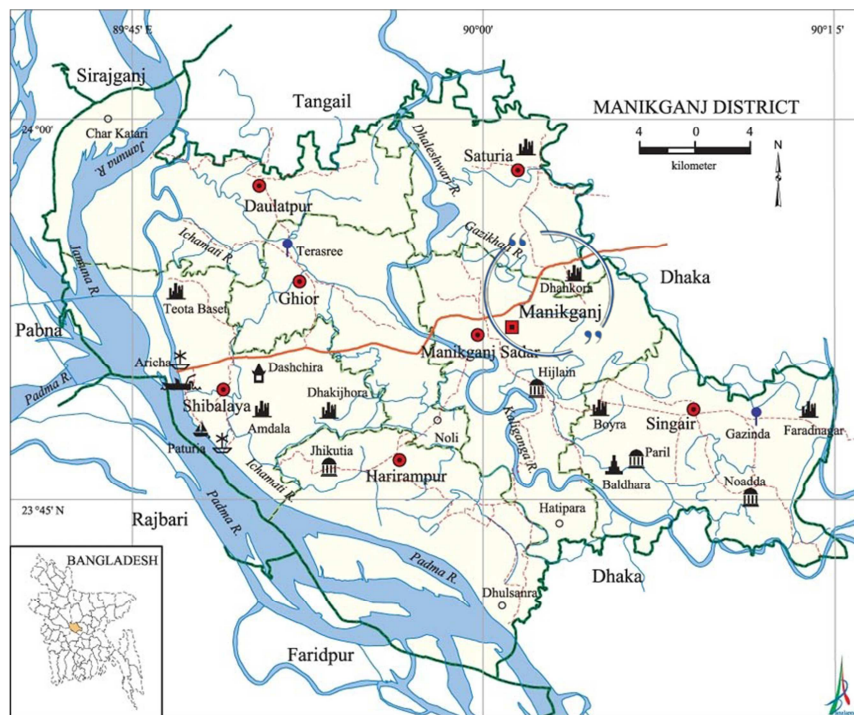 89°45' E
90°00'
90°15'
Sirajganj
Tangail
MANIKGANJ DISTRICT
24°00'
Char Katari
Jamuna R.
Dhaleshwari R.
Saturia
4 0 4
kilometer
N
Daulatpur
Ichamati R.
Terasree
Gazikhali R.
Jamuna R.
Ghior
Dhankora
Dhaka
Teota Baset
Manikganj
Pabna
Manikganj Sadar
Aricha
Dashchira
Padma R.
Hijlain
Shibalaya
Dhakijhora
Amdala
Noli
Boyra
Singair
Gazinda
Faradnagar
Paturia
Kaliganga R.
Jhikutia
Harirampur
Paril
Baldhara
Noadda
Ichamati R.
23°45' N
Rajbari
Padma R.
Hatipara
BANGLADESH
Padma R.
Dhaka
Dhulsanra
Faridpur